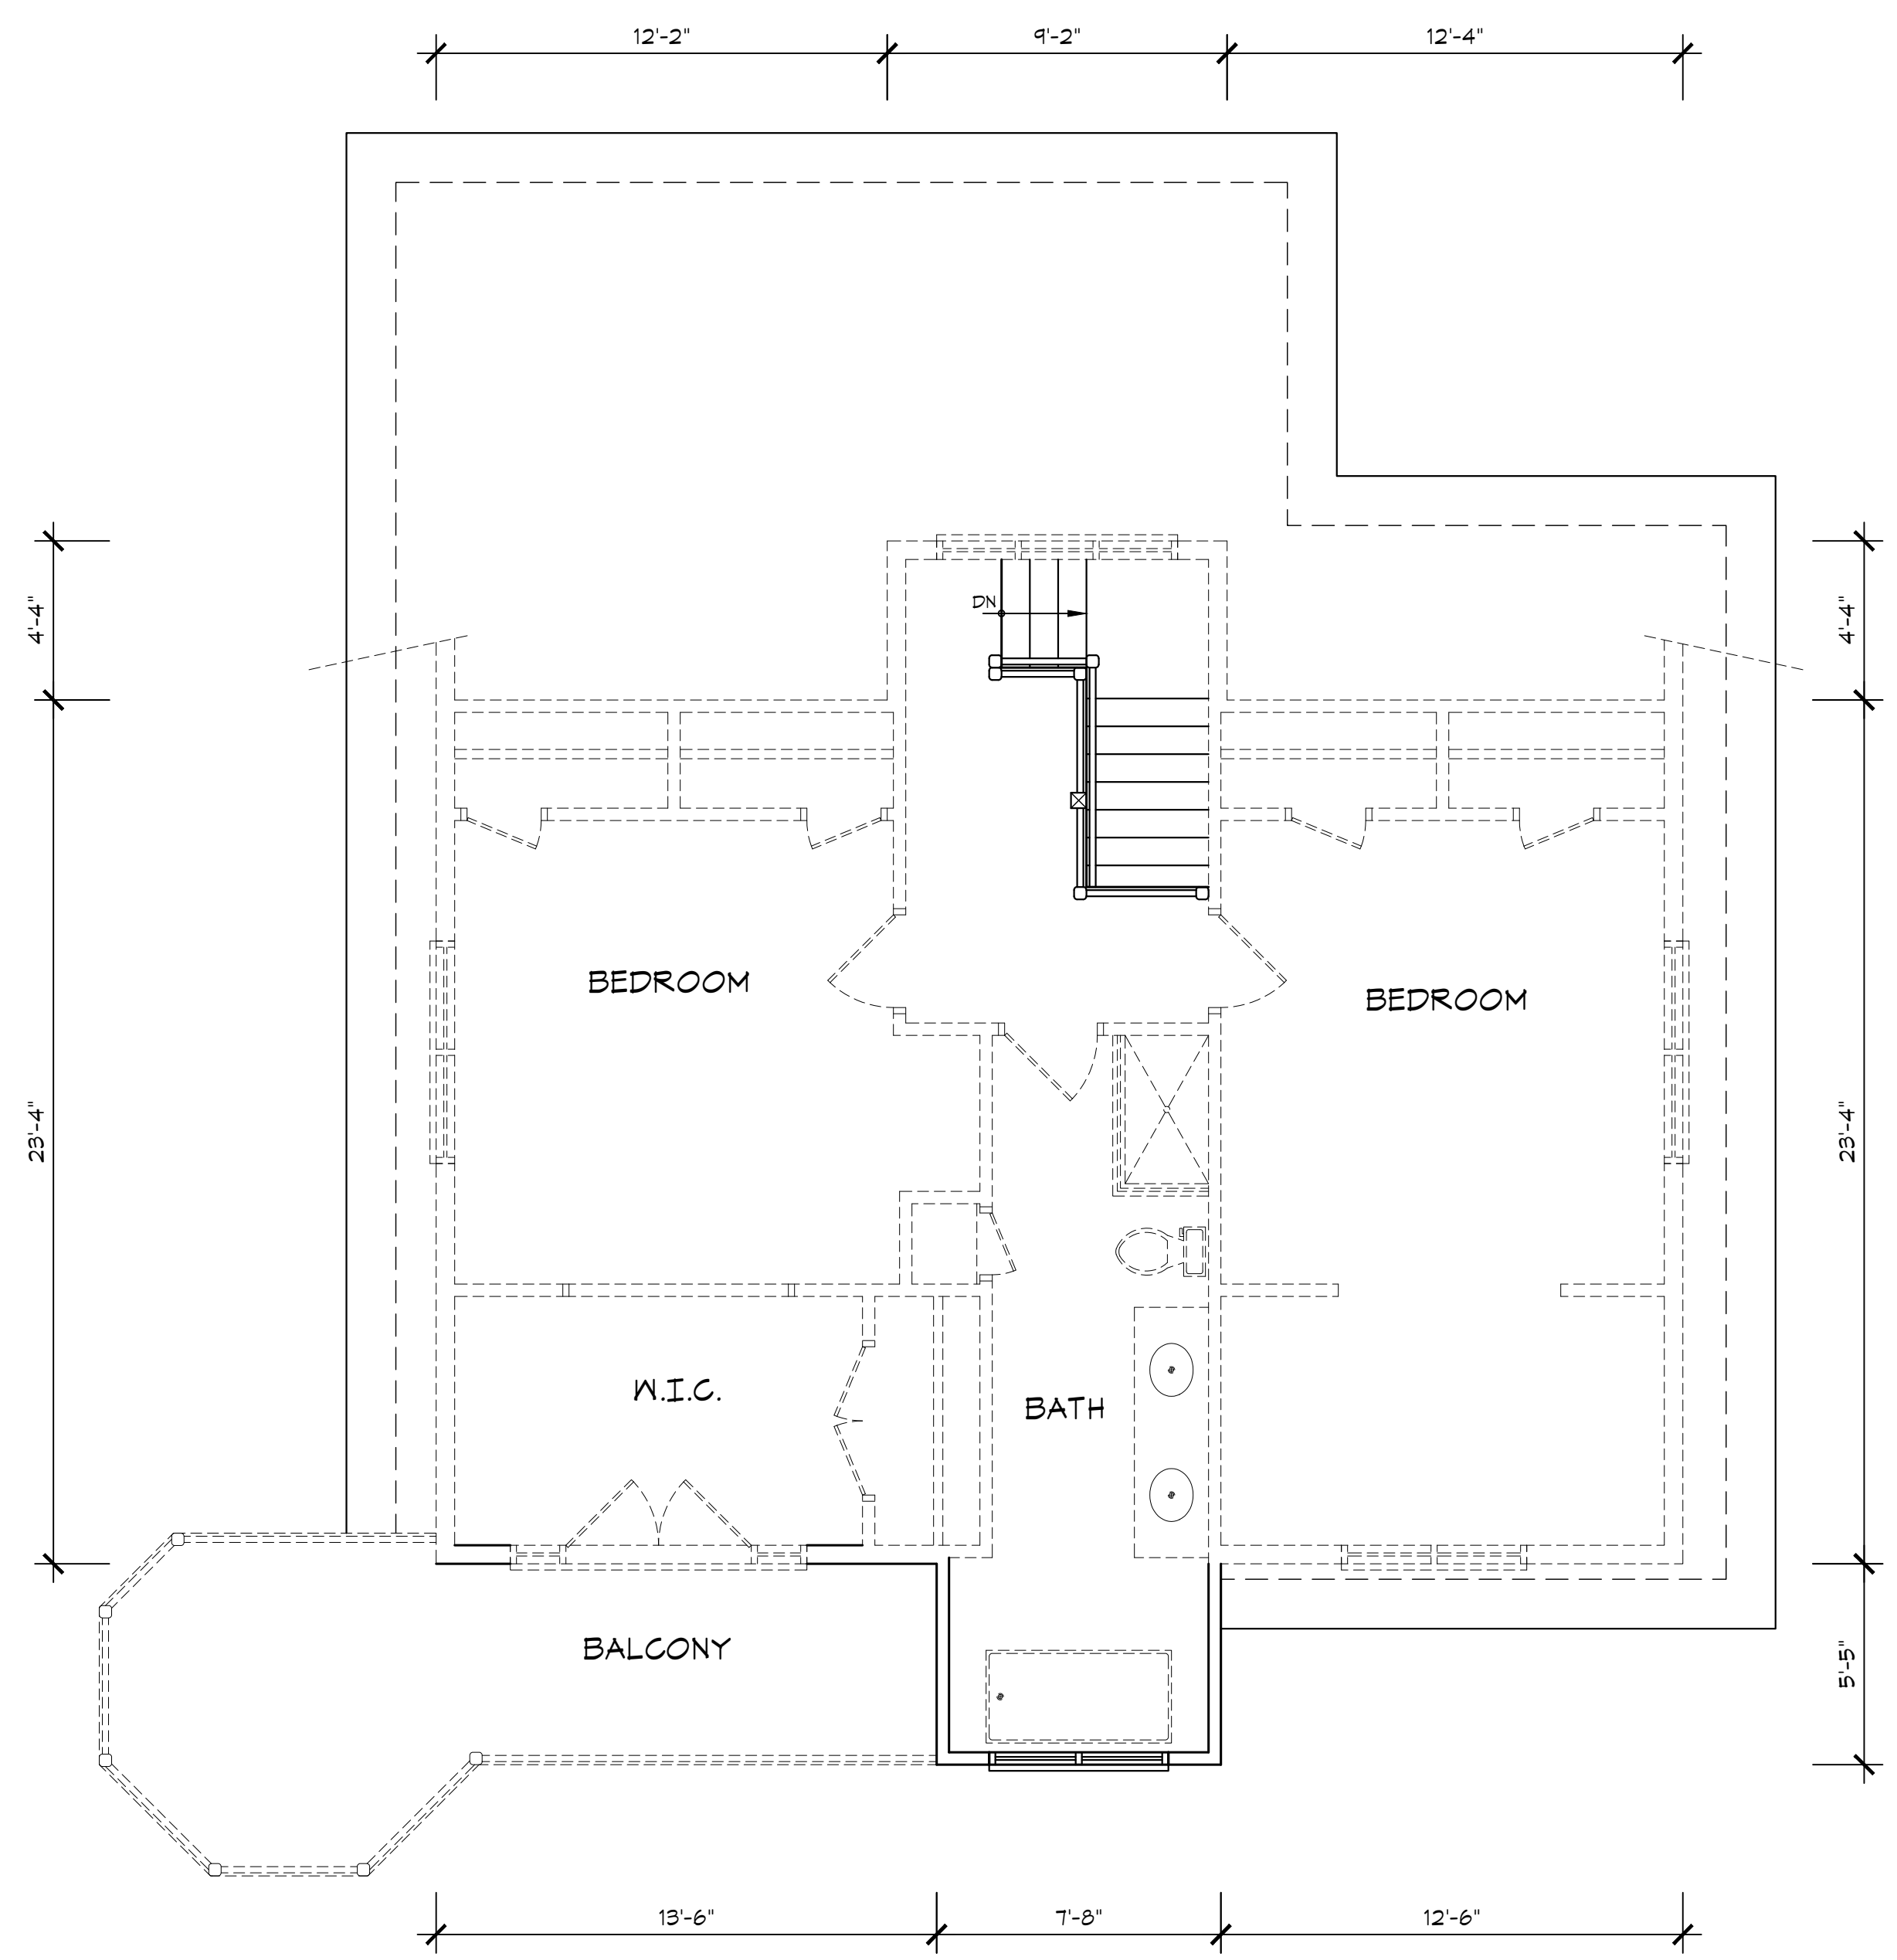 12'-2"
9'-2"
12'-4"
4'-4"
DN
4'-4"
BEDROOM
BEDROOM
23'-4"
23'-4"
W.I.C.
BATH
BALCONY
5'-5"
13'-6"
7'-8"
12'-6"